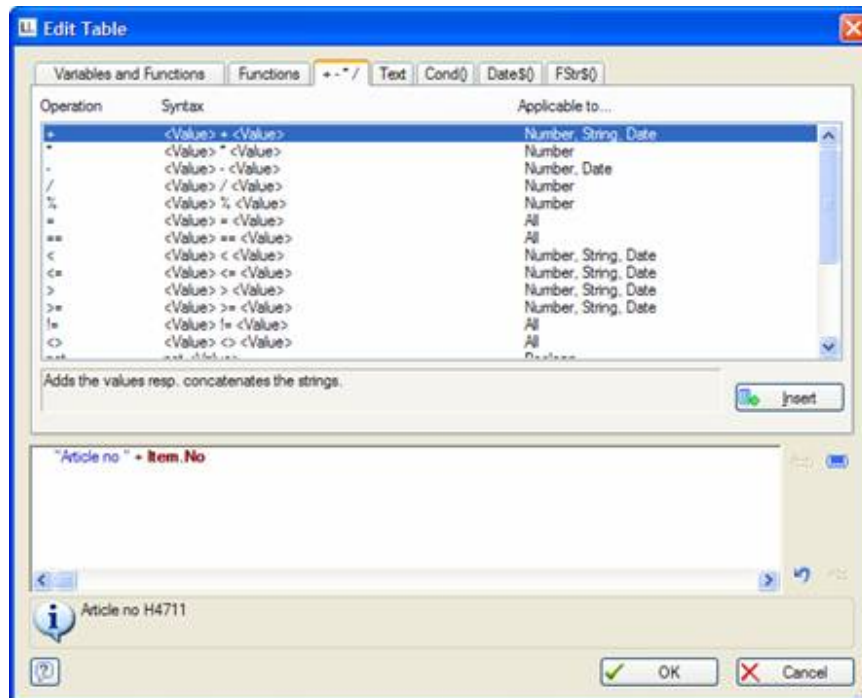 Edit Table
Variables and Functions Functions + - * / Text Cond() Date$() FStr$()
Operation Syntax Applicable to...
+ <Value> + <Value> Number, String, Date
* <Value> * <Value> Number
- <Value> - <Value> Number, Date
/ <Value> / <Value> Number
% <Value> % <Value> Number
= <Value> = <Value> All
== <Value> == <Value> All
< <Value> < <Value> Number, String, Date
<= <Value> <= <Value> Number, String, Date
> <Value> > <Value> Number, String, Date
>= <Value> >= <Value> Number, String, Date
!= <Value> != <Value> All
<> <Value> <> <Value> All
Adds the values resp. concatenates the strings.
Insert
"Article no " + Item.No
Article no H4711
OK Cancel